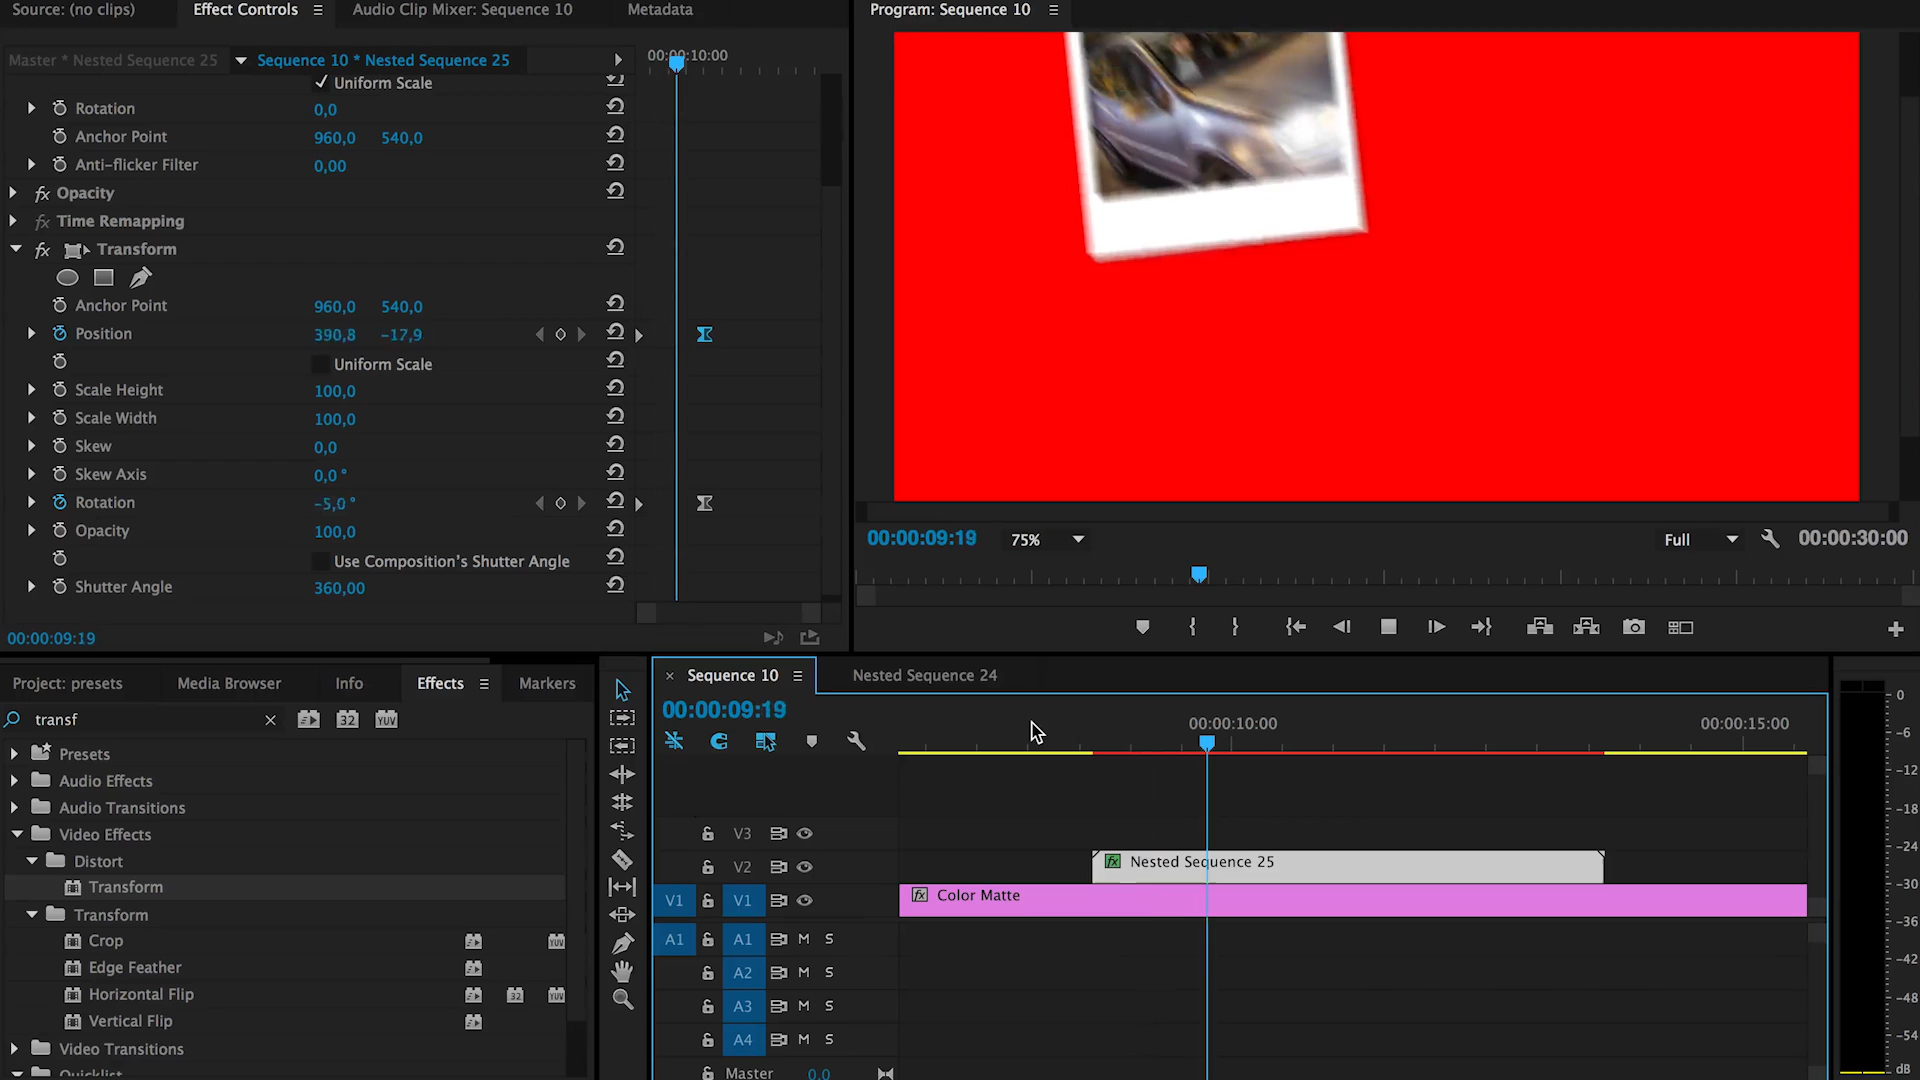 Source: (no clips)
Effect Controls
Audio Clip Mixer: Sequence 10
Metadata
Master * Nested Sequence 25
Sequence 10 * Nested Sequence 25
00:00:10:00
Uniform Scale
Rotation 0,0
Anchor Point 960,0 540,0
Anti-flicker Filter 0,00
fx Opacity
fx Time Remapping
fx Transform
Anchor Point 960,0 540,0
Position 390,8 -17,9
Uniform Scale
Scale Height 100,0
Scale Width 100,0
Skew 0,0
Skew Axis 0,0 °
Rotation -5,0 °
Opacity 100,0
Use Composition's Shutter Angle
Shutter Angle 360,00
00:00:09:19
Program: Sequence 10
00:00:09:19
75%
Full
00:00:30:00
Project: presets
Media Browser
Info
Effects
Markers
transf
32
YUV
Presets
Audio Effects
Audio Transitions
Video Effects
Distort
Transform
Transform
Crop
YUV
Edge Feather
Horizontal Flip
32
YUV
Vertical Flip
Video Transitions
Quicklist
Sequence 10
Nested Sequence 24
00:00:09:19
00:00:10:00
00:00:15:00
V3
V2
fx Nested Sequence 25
V1 V1
fx Color Matte
A1 A1 M S
A2 M S
A3 M S
A4 M S
Master 0,0
0
-6
-12
-18
-24
-30
-36
-42
-48
-54
dB